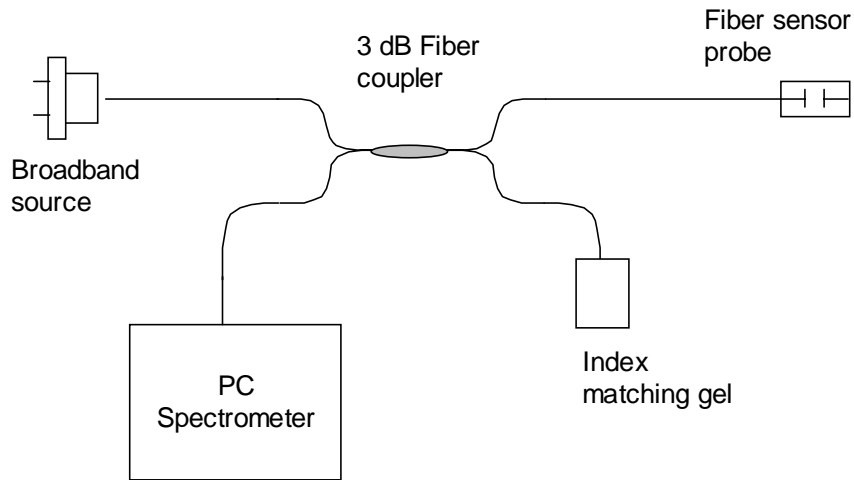 Fiber sensor
probe
3 dB Fiber
coupler
Broadband
source
Index
matching gel
PC
Spectrometer